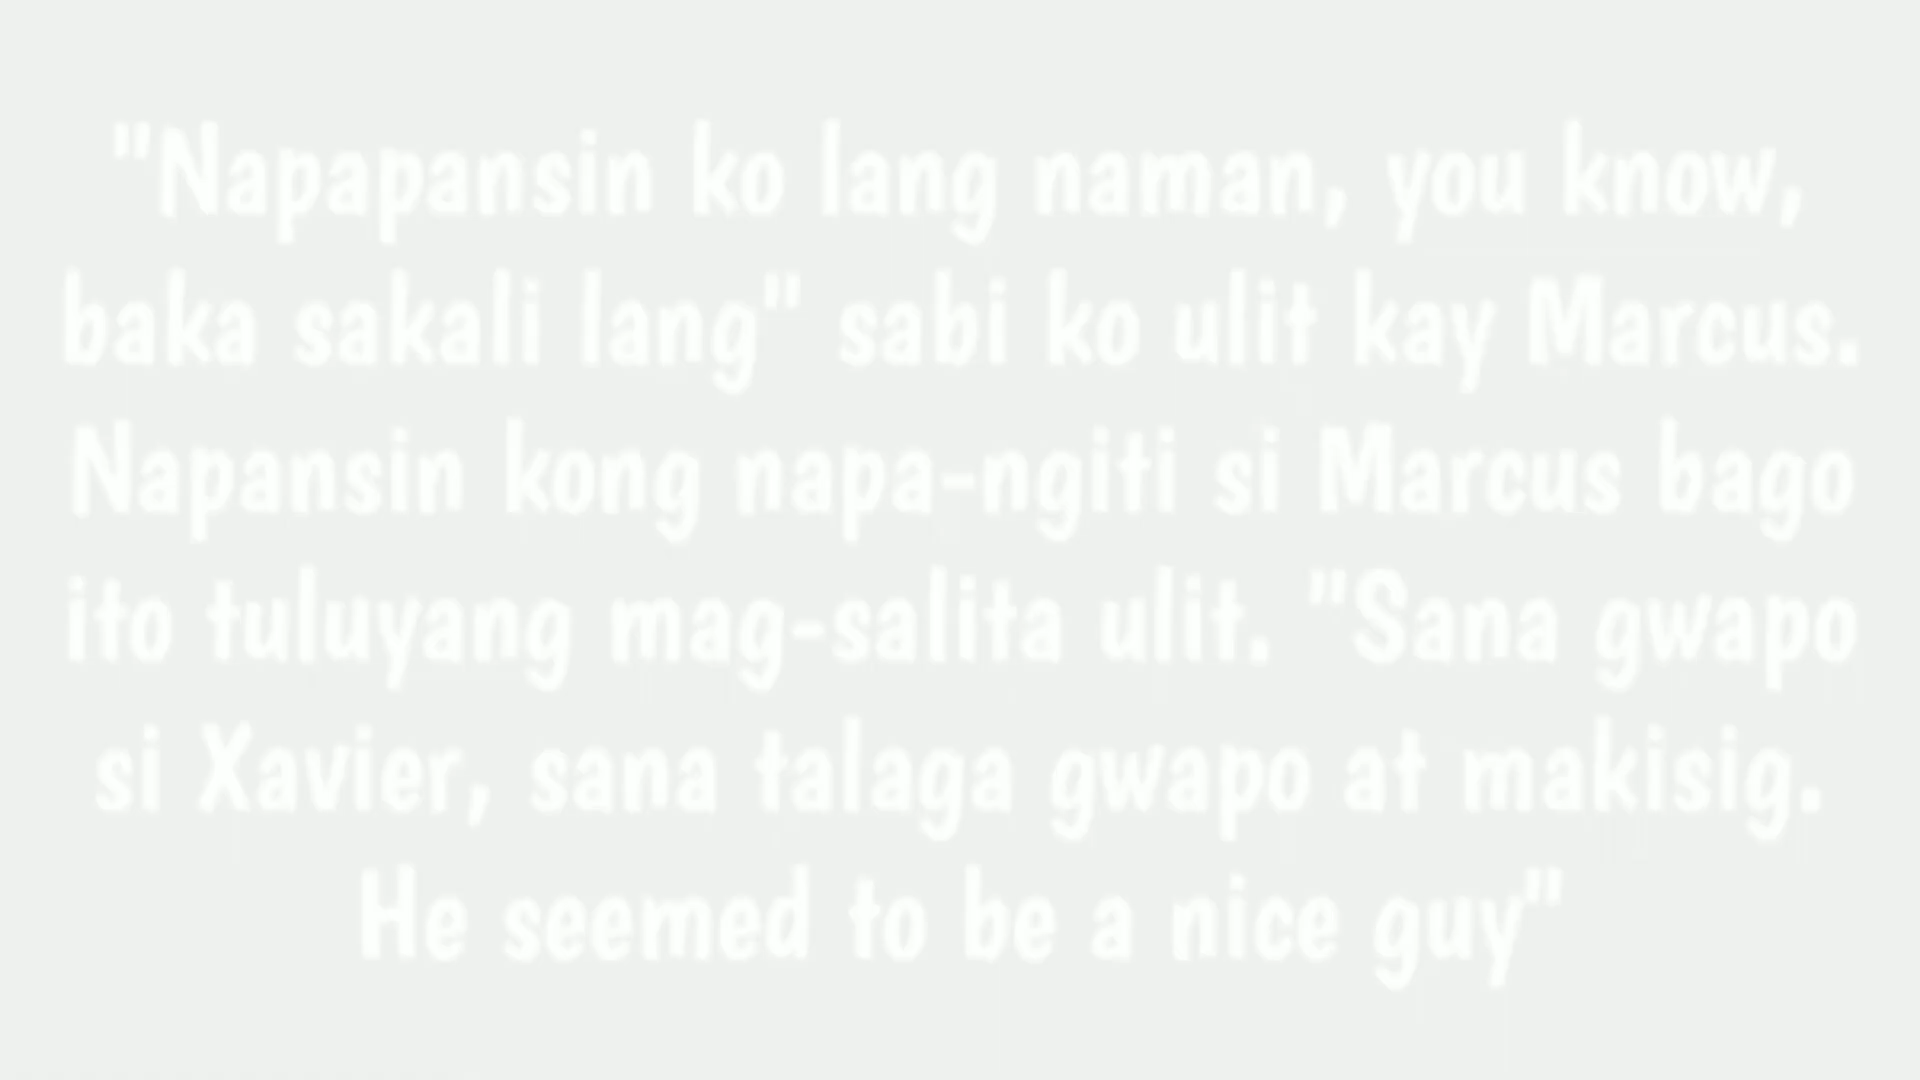 "Napapansin ko lang naman, you know,
baka sakali lang" sabi ko ulit kay Marcus.
Napansin kong napa-ngiti si Marcus bago
ito tuluyang mag-salita ulit. "Sana gwapo
si Xavier, sana talaga gwapo at makisig.
He seemed to be a nice guy"